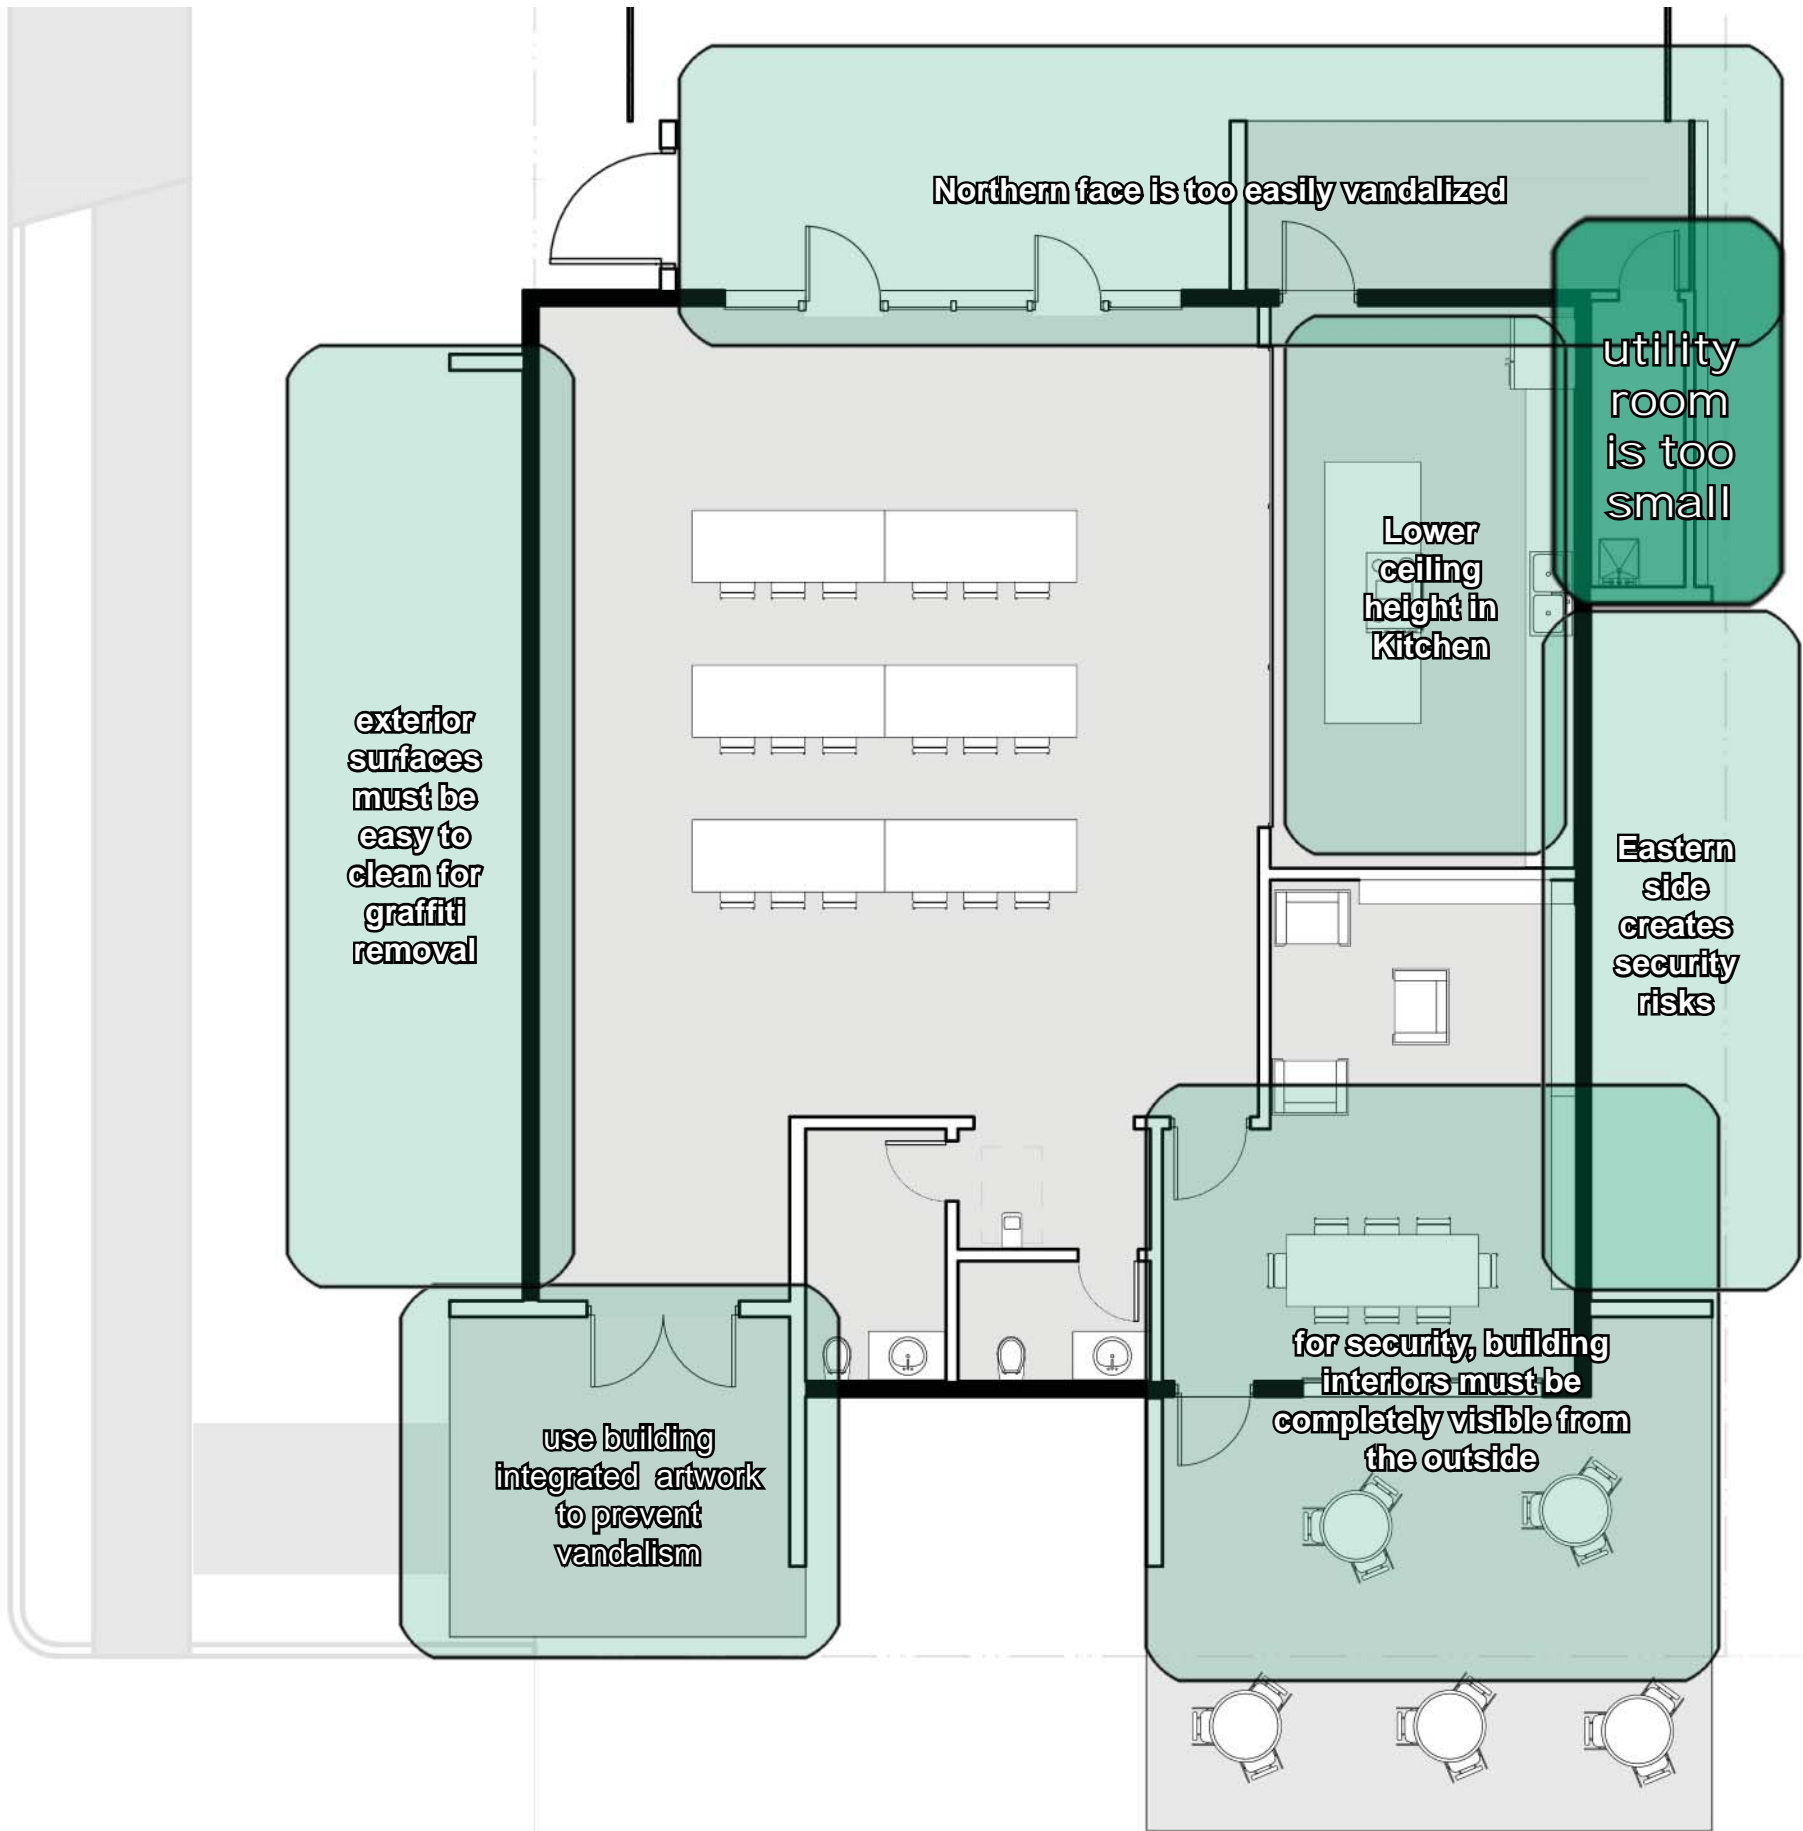 Northern face is too easily vandalized
utility
room
is too
small
Lower
ceiling
height in
Kitchen
exterior
surfaces
must be
easy to
clean for
graffiti
removal
Eastern
side
creates
security
risks
for security, building
interiors must be
completely visible from
the outside
use building
integrated  artwork
to prevent
vandalism